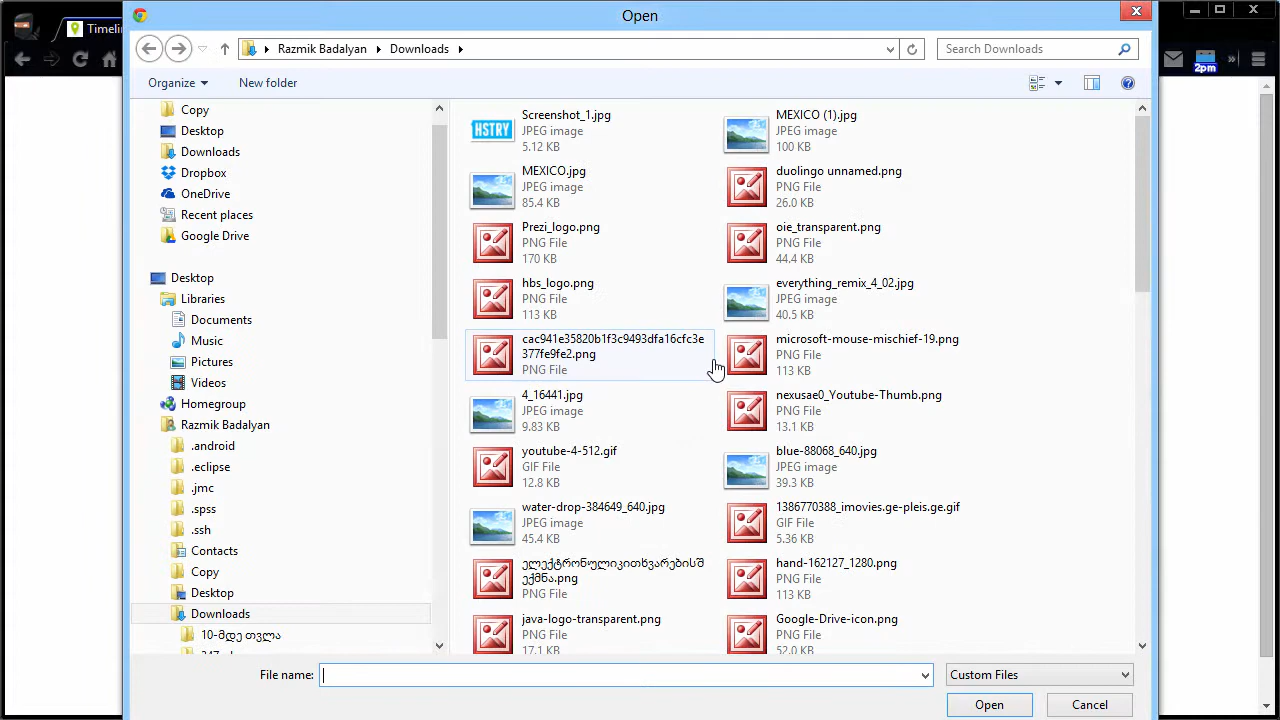 Open
Timelin
Razmik Badalyan
Downloads
Search Downloads
2pm
Organize
New folder
Copy
Desktop
Downloads
Dropbox
OneDrive
Recent places
Google Drive
Desktop
Libraries
Documents
Music
Pictures
Videos
Homegroup
Razmik Badalyan
.android
.eclipse
.jmc
.spss
.ssh
Contacts
Copy
Desktop
Downloads
10-მდე თვლა
HSTRY
Screenshot_1.jpg
JPEG image
5.12 KB
MEXICO (1).jpg
JPEG image
100 KB
MEXICO.jpg
JPEG image
85.4 KB
duolingo unnamed.png
PNG File
26.0 KB
Prezi_logo.png
PNG File
170 KB
oie_transparent.png
PNG File
44.4 KB
hbs_logo.png
PNG File
113 KB
everything_remix_4_02.jpg
JPEG image
40.5 KB
cac941e35820b1f3c9493dfa16cfc3e
377fe9fe2.png
PNG File
microsoft-mouse-mischief-19.png
PNG File
113 KB
4_16441.jpg
JPEG image
9.83 KB
nexusae0_Youtube-Thumb.png
PNG File
13.1 KB
youtube-4-512.gif
GIF File
12.8 KB
blue-88068_640.jpg
JPEG image
39.3 KB
water-drop-384649_640.jpg
JPEG image
45.4 KB
1386770388_imovies.ge-pleis.ge.gif
GIF File
5.36 KB
ელექტრონულიკითხვარებისშ
ექმნა.png
PNG File
hand-162127_1280.png
PNG File
113 KB
java-logo-transparent.png
PNG File
17.1 KB
Google-Drive-icon.png
PNG File
52.0 KB
File name:
Custom Files
Open
Cancel